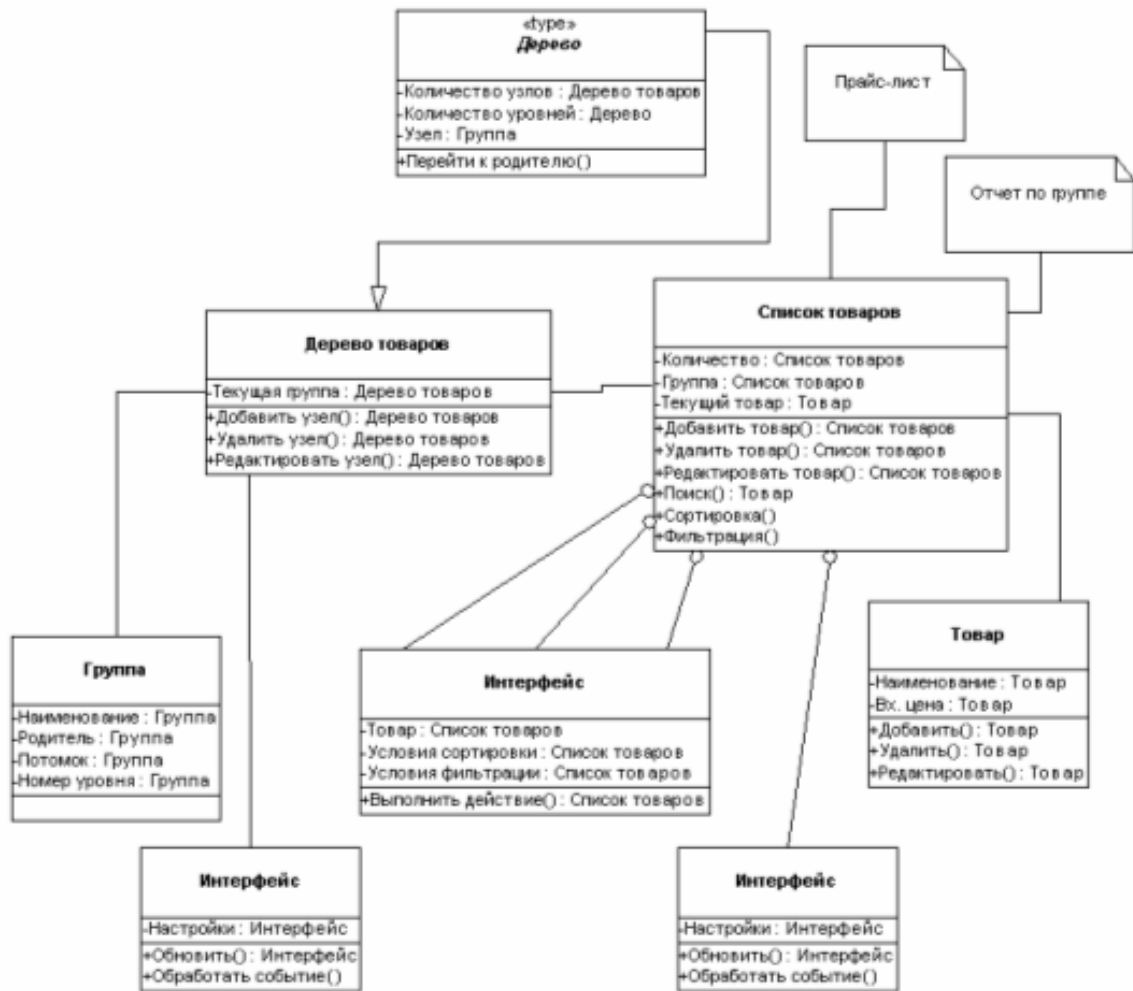 «type»
Дерево
-Количество узлов : Дерево товаров
-Количество уровней : Дерево
-Узел : Группа
+Перейти к родителю()
Прайс-лист
Отчет по группе
Дерево товаров
-Текущая группа : Дерево товаров
+Добавить узел() : Дерево товаров
+Удалить узел() : Дерево товаров
+Редактировать узел() : Дерево товаров
Список товаров
-Количество : Список товаров
-Группа : Список товаров
-Текущий товар : Товар
+Добавить товар() : Список товаров
+Удалить товар() : Список товаров
+Редактировать товар() : Список товаров
+Поиск() : Товар
+Сортировка()
+Фильтрация()
Группа
-Наименование : Группа
-Родитель : Группа
-Потомок : Группа
-Номер уровня : Группа
Интерфейс
-Товар : Список товаров
-Условия сортировки : Список товаров
-Условия фильтрации : Список товаров
+Выполнить действие() : Список товаров
Товар
-Наименование : Товар
-Вх. цена : Товар
+Добавить() : Товар
+Удалить() : Товар
+Редактировать() : Товар
Интерфейс
-Настройки : Интерфейс
+Обновить() : Интерфейс
+Обработать событие()
Интерфейс
-Настройки : Интерфейс
+Обновить() : Интерфейс
+Обработать событие()